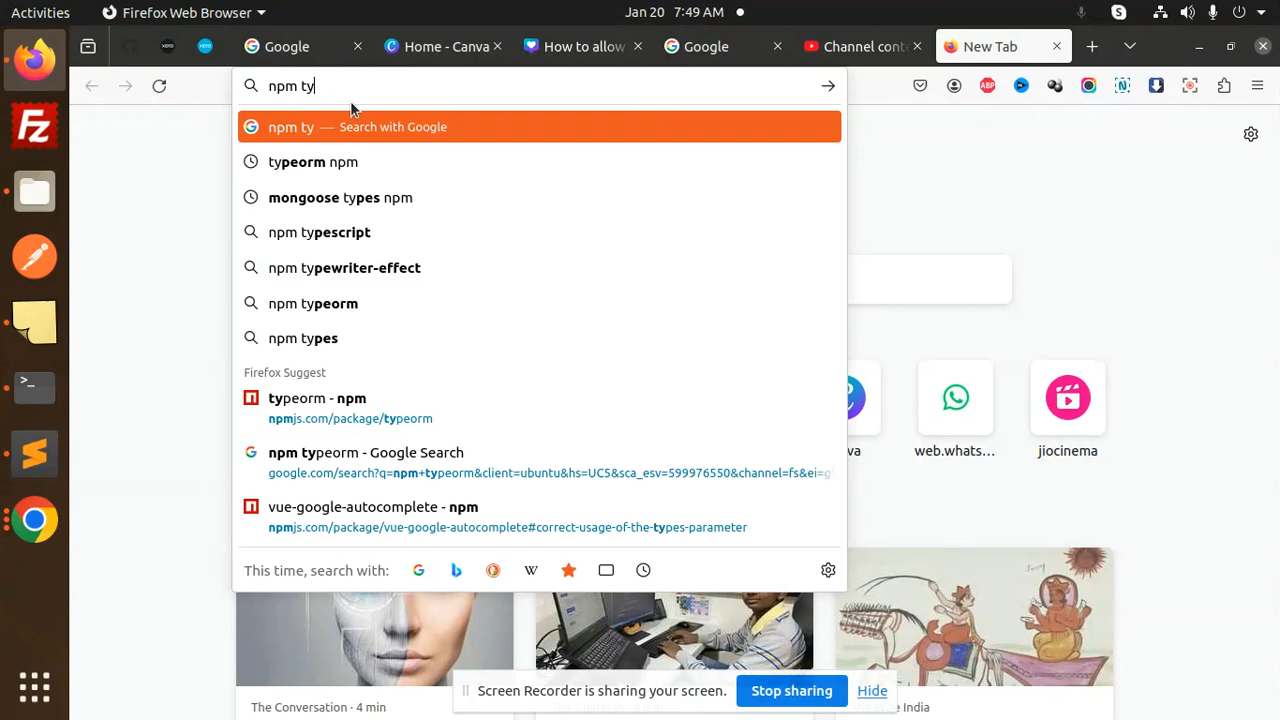 Activities
Firefox Web Browser
Jan 20 7:49 AM
Google
Home - Canva
How to allow
Google
Channel cont
New Tab
npm ty
npm ty — Search with Google
typeorm npm
mongoose types npm
npm typescript
npm typewriter-effect
npm typeorm
npm types
Firefox Suggest
typeorm - npm
npmjs.com/package/typeorm
npm typeorm - Google Search
google.com/search?q=npm+typeorm&client=ubuntu&hs=UC5&sca_esv=599976550&channel=fs&ei=g
vue-google-autocomplete - npm
npmjs.com/package/vue-google-autocomplete#correct-usage-of-the-types-parameter
This time, search with:
va
web.whats...
jiocinema
Screen Recorder is sharing your screen.
Stop sharing
Hide
The Conversation · 4 min
India